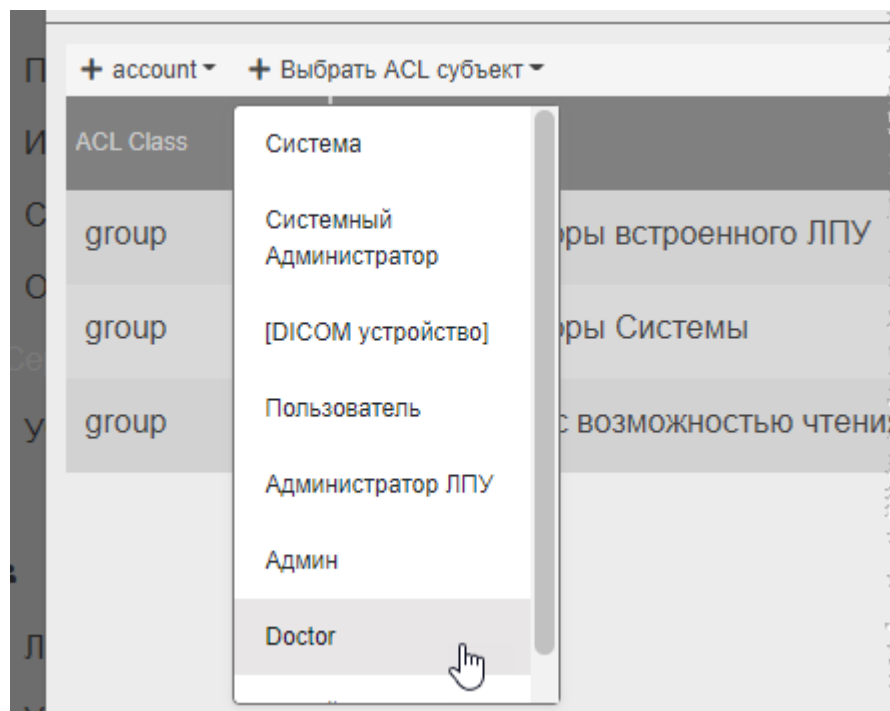 + account + Выбрать ACL субъект
ACL Class
Система
Системный
Администратор
group
оры встроенного ЛПУ
[DICOM устройство]
group
оры Системы
Пользователь
group
с возможностью чтени
Администратор ЛПУ
Админ
Doctor